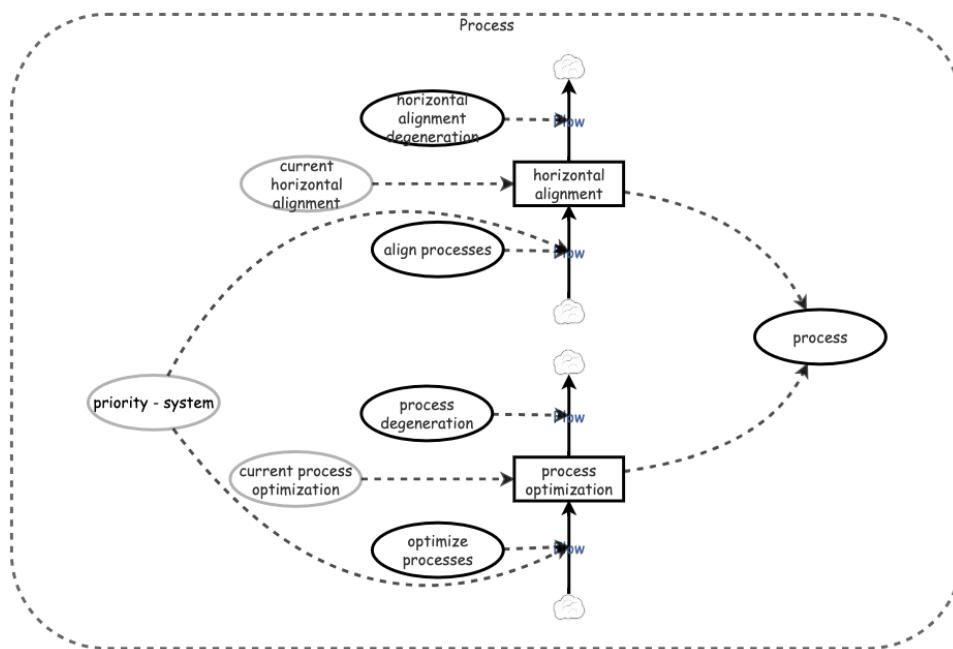 Process
horizontal
alignment
degeneration
Flow
current
horizontal
alignment
horizontal
alignment
align processes
Flow
process
priority - system
process
degeneration
Flow
current process
optimization
process
optimization
optimize
processes
Flow